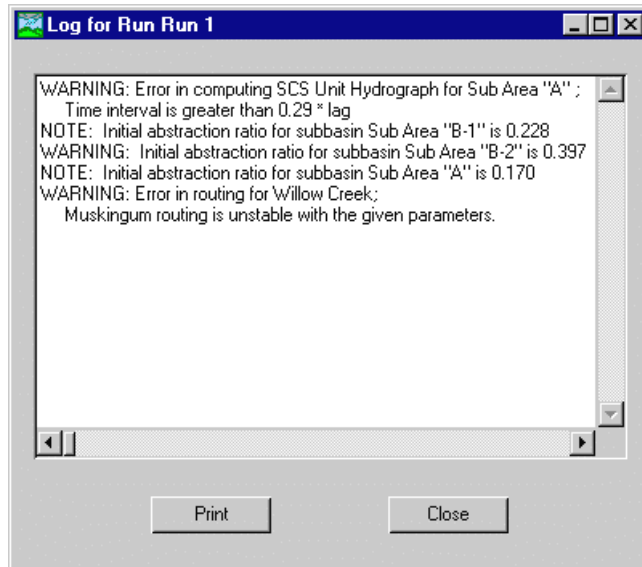 Log for Run Run 1
WARNING: Error in computing SCS Unit Hydrograph for Sub Area "A" ;
Time interval is greater than 0.29 * lag
NOTE:  Initial abstraction ratio for subbasin Sub Area "B-1" is 0.228
WARNING:  Initial abstraction ratio for subbasin Sub Area "B-2" is 0.397
NOTE:  Initial abstraction ratio for subbasin Sub Area "A" is 0.170
WARNING: Error in routing for Willow Creek;
Muskingum routing is unstable with the given parameters.
Print Close